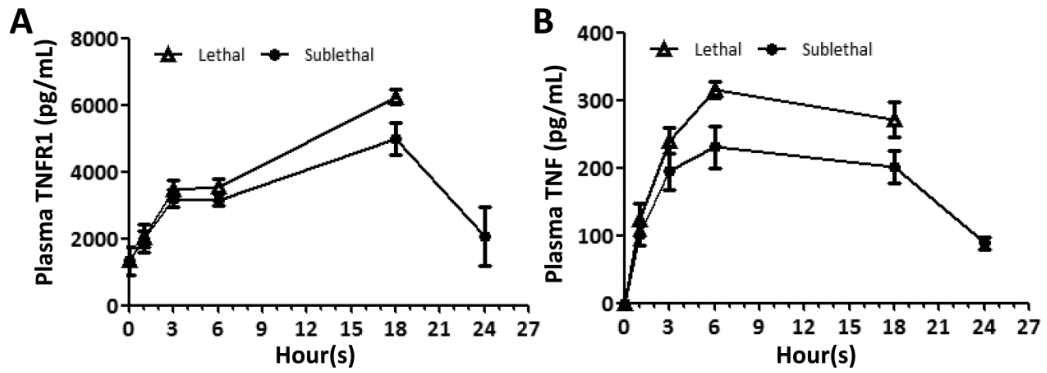 A
Plasma TNFR1 (pg/mL)
8000
6000
4000
2000
0
Lethal Sublethal
0 3 6 9 12 15 18 21 24 27
Hour(s)
B
Plasma TNF (pg/mL)
400
300
200
100
0
Lethal Sublethal
0 3 6 9 12 15 18 21 24 27
Hour(s)